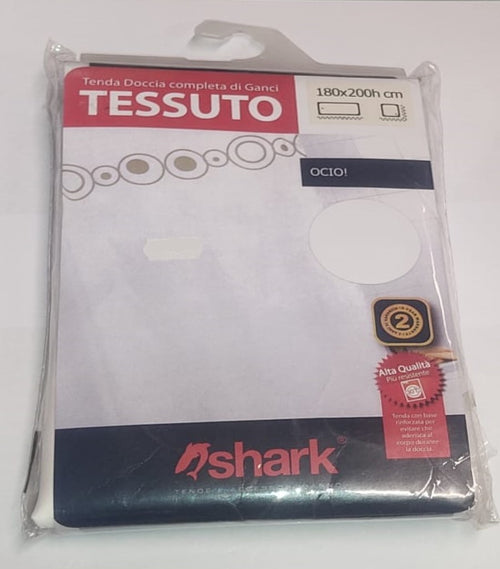 Tenda Doccia completa di Ganci
TESSUTO
180x200h cm
OCIO!
2
Alta Qualità
Più resistente
Tenda con base
rinforzata per
evitare che
aderisca al
corpo durante
la doccia.
shark®